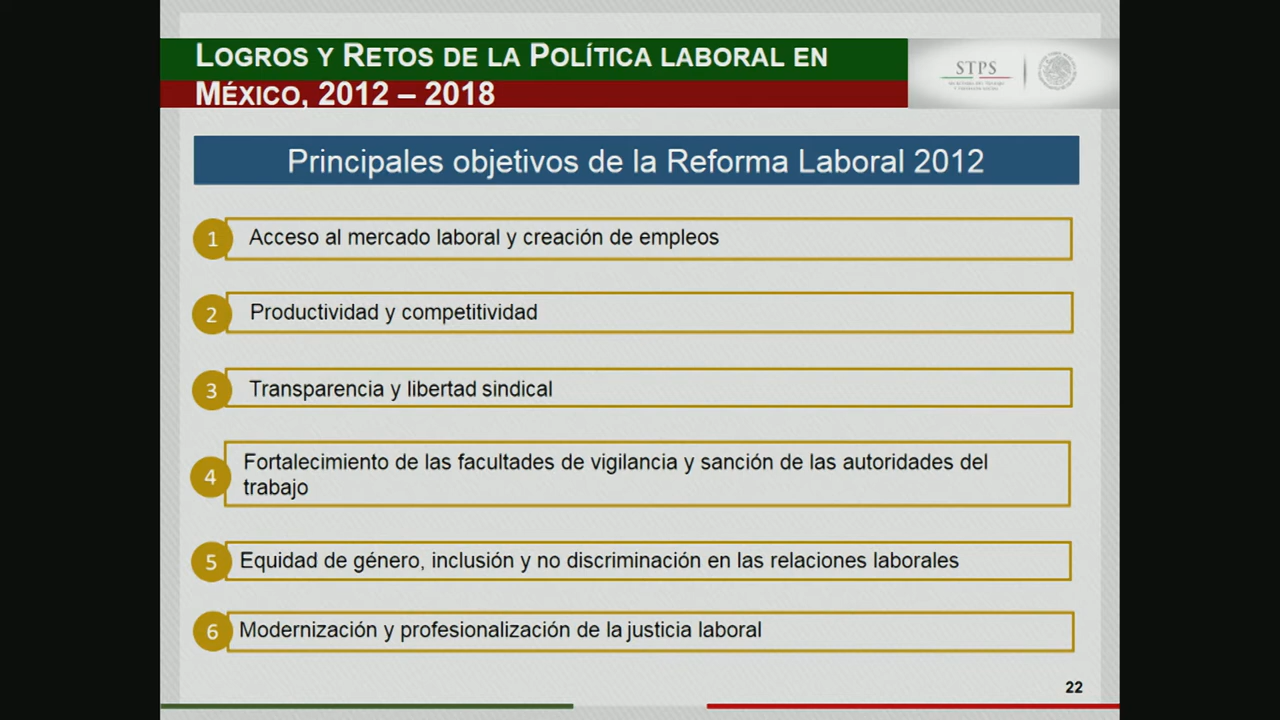 LOGROS Y RETOS DE LA POLÍTICA LABORAL EN
MÉXICO, 2012 – 2018
STPS
Principales objetivos de la Reforma Laboral 2012
1 Acceso al mercado laboral y creación de empleos
2 Productividad y competitividad
3 Transparencia y libertad sindical
4 Fortalecimiento de las facultades de vigilancia y sanción de las autoridades del
trabajo
5 Equidad de género, inclusión y no discriminación en las relaciones laborales
6 Modernización y profesionalización de la justicia laboral
22